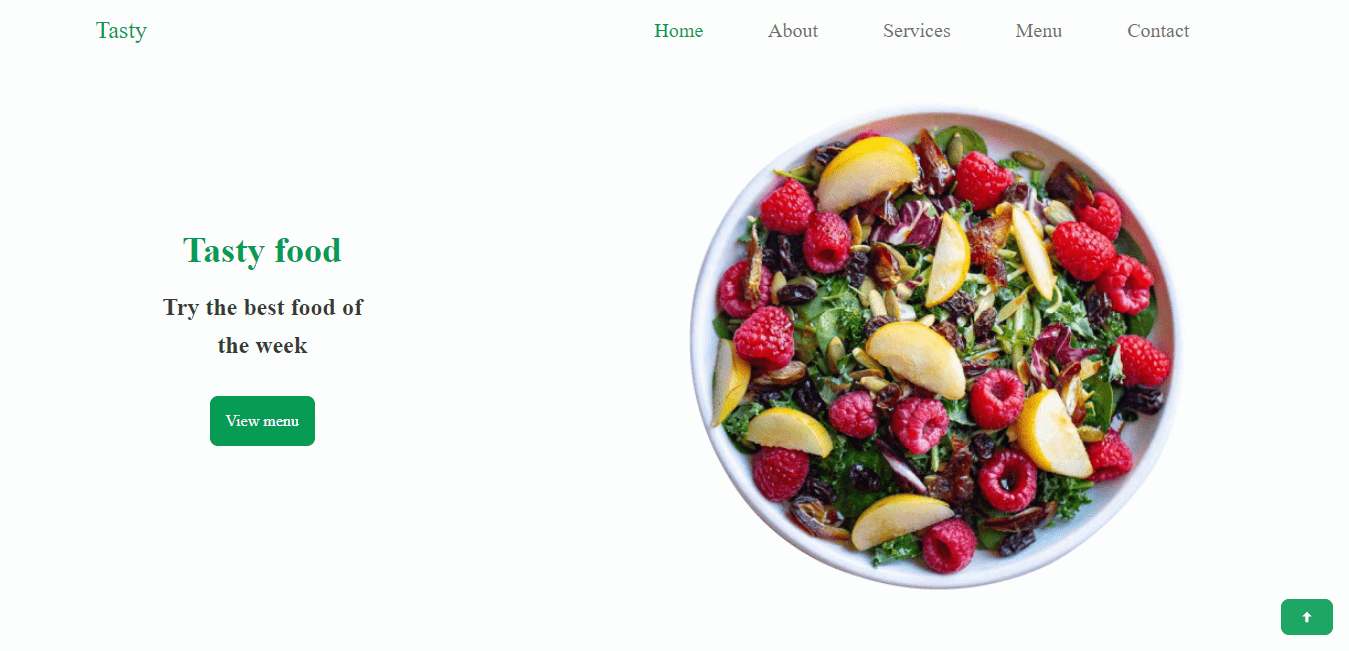 Tasty
Home About Services Menu Contact
Tasty food
Try the best food of
the week
View menu